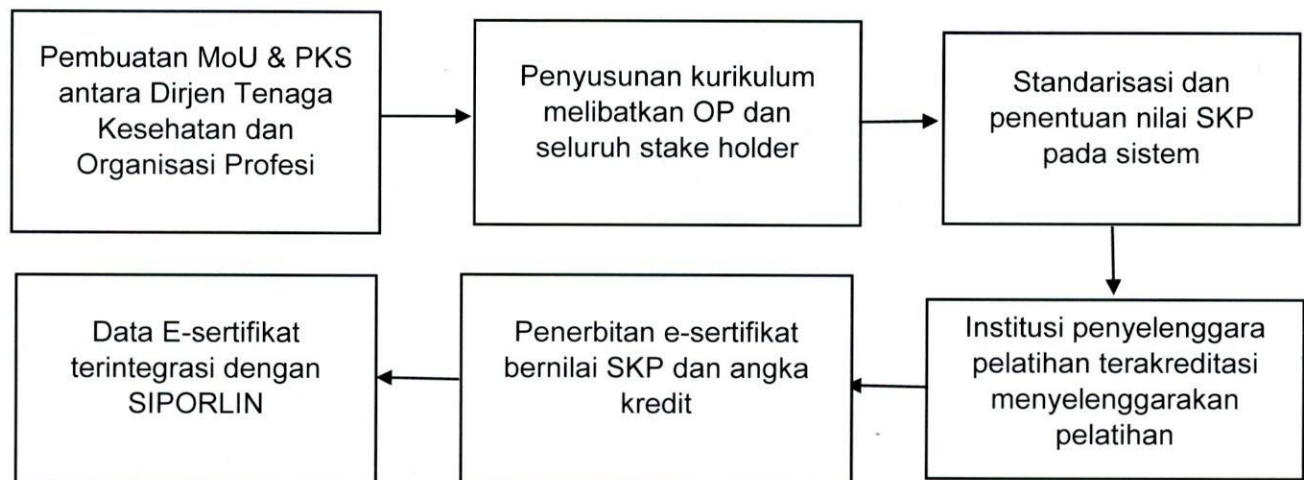 Pembuatan MoU & PKS
antara Dirjen Tenaga
Kesehatan dan
Organisasi Profesi
Penyusunan kurikulum
melibatkan OP dan
seluruh stake holder
Standarisasi dan
penentuan nilai SKP
pada sistem
Institusi penyelenggara
pelatihan terakreditasi
menyelenggarakan
pelatihan
Penerbitan e-sertifikat
bernilai SKP dan angka
kredit
Data E-sertifikat
terintegrasi dengan
SIPORLIN